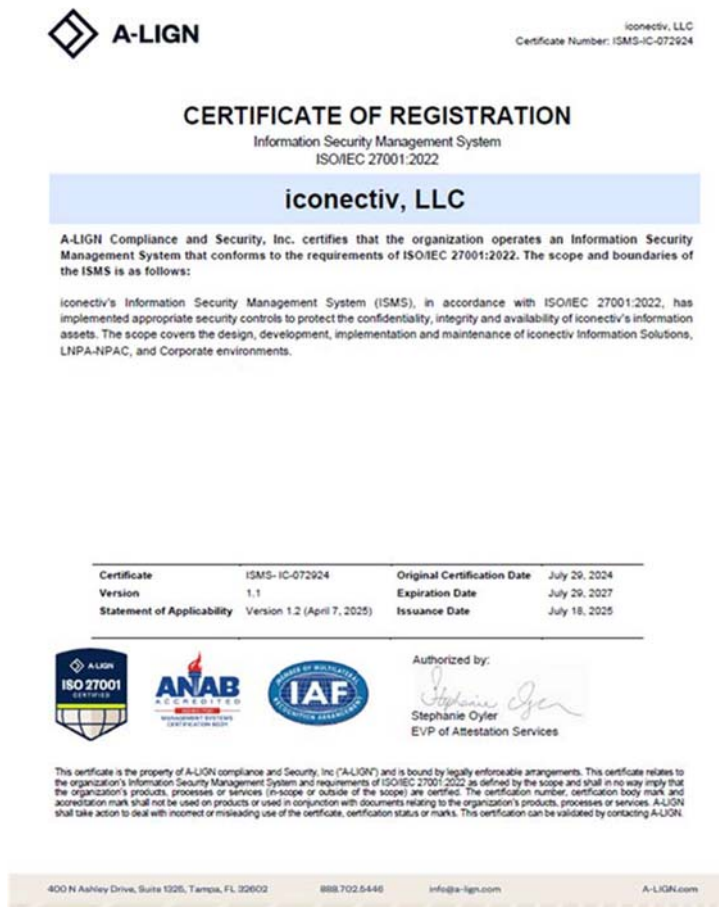 A-LIGN
iconectiv, LLC
Certificate Number: ISMS-IC-072924
CERTIFICATE OF REGISTRATION
Information Security Management System
ISO/IEC 27001:2022
iconectiv, LLC
A-LIGN Compliance and Security, Inc. certifies that the organization operates an Information Security
Management System that conforms to the requirements of ISO/IEC 27001:2022. The scope and boundaries of
the ISMS is as follows:
iconectiv's Information Security Management System (ISMS), in accordance with ISO/IEC 27001:2022, has
implemented appropriate security controls to protect the confidentiality, integrity and availability of iconectiv's information
assets. The scope covers the design, development, implementation and maintenance of iconectiv Information Solutions,
LNPA-NPAC, and Corporate environments.
Certificate ISMS-IC-072924 Original Certification Date July 29, 2024
Version 1.1 Expiration Date July 29, 2027
Statement of Applicability Version 1.2 (April 7, 2025) Issuance Date July 18, 2025
A-LIGN
ISO 27001
CERTIFIED
ANAB
ACCREDITED
MANAGEMENT SYSTEMS
CERTIFICATION BODY
MEMBER OF MULTILATERAL
IAF
RECOGNITION ARRANGEMENT
Authorized by:
Stephanie Oyler
Stephanie Oyler
EVP of Attestation Services
This certificate is the property of A-LIGN compliance and Security, Inc ("A-LIGN") and is bound by legally enforceable arrangements. This certificate relates to
the organization's Information Security Management System and requirements of ISO/IEC 27001:2022 as defined by the scope and shall in no way imply that
the organization's products, processes or services (in-scope or outside of the scope) are certified. The certification number, certification body mark and
accreditation mark shall not be used on products or used in conjunction with documents relating to the organization's products, processes or services. A-LIGN
shall take action to deal with incorrect or misleading use of the certificate, certification status or marks. This certification can be validated by contacting A-LIGN.
400 N Ashley Drive, Suite 1325, Tampa, FL 33602 888.702.5446 info@a-lign.com A-LIGN.com